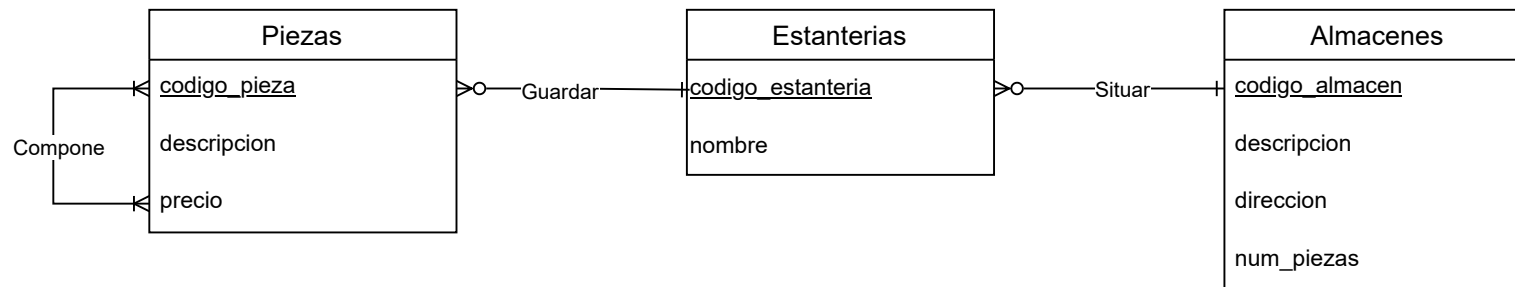 Piezas
codigo_pieza
descripcion
precio
Compone
Guardar
Estanterias
codigo_estanteria
nombre
Situar
Almacenes
codigo_almacen
descripcion
direccion
num_piezas